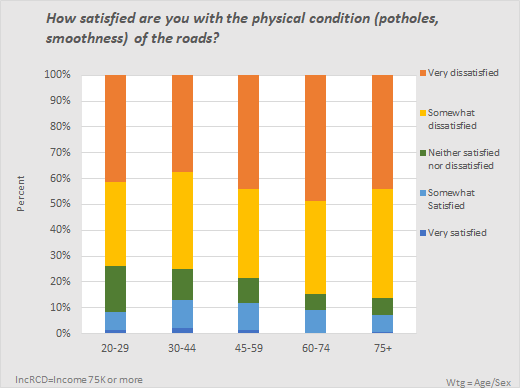 How satisfied are you with the physical condition (potholes,
smoothness) of the roads?
100%
90%
80%
70%
60%
50%
40%
30%
20%
10%
0%
Percent
20-29
30-44
45-59
60-74
75+
Very dissatisfied
Somewhat
dissatisfied
Neither satisfied
nor dissatisfied
Somewhat
Satisfied
Very satisfied
IncRCD=Income 75K or more
Wtg = Age/Sex